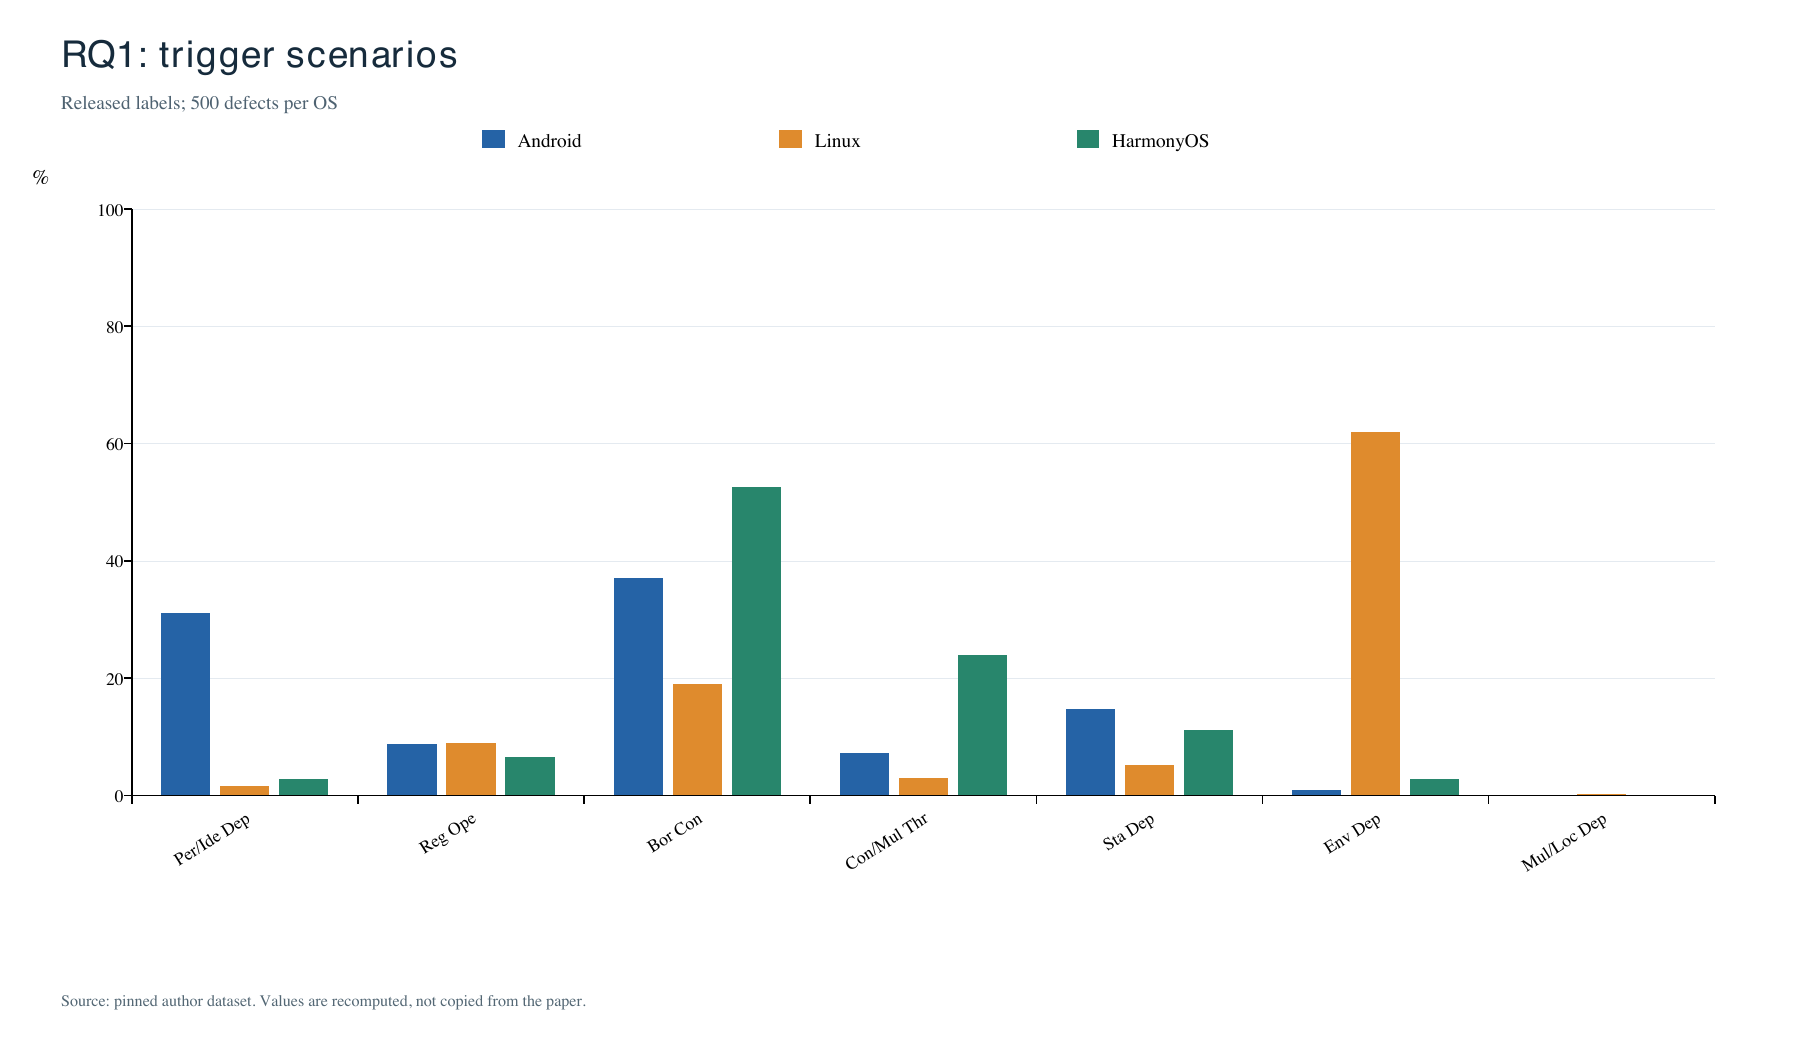 RQ1: trigger scenarios
Released labels; 500 defects per OS
Android
Linux
HarmonyOS
%
100
80
60
40
20
0
Per/Ide Dep
Reg Ope
Bor Con
Con/Mul Thr
Sta Dep
Env Dep
Mul/Loc Dep
Source: pinned author dataset. Values are recomputed, not copied from the paper.